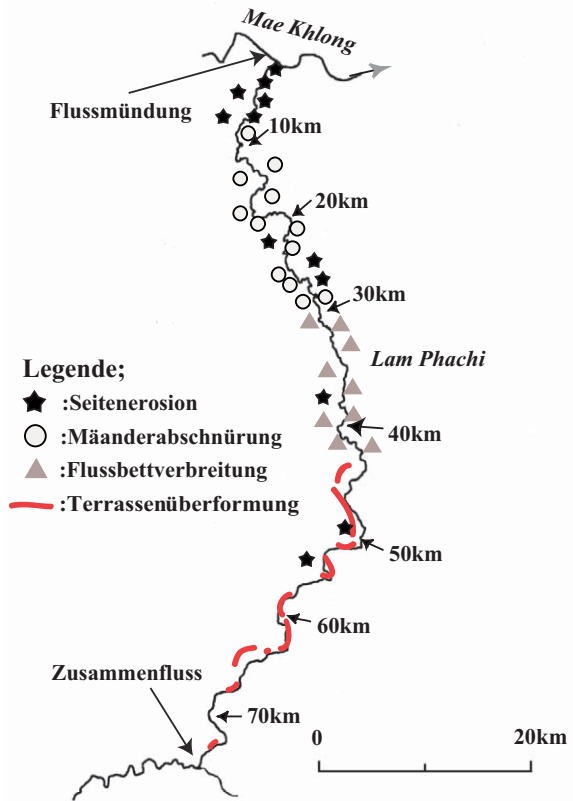 Mae Khlong
Flussmündung
10km
20km
30km
Lam Phachi
Legende;
:Seitenerosion
:Mäanderabschnürung
:Flussbettverbreitung
:Terrassenüberformung
40km
50km
60km
Zusammenfluss
70km
0
20km